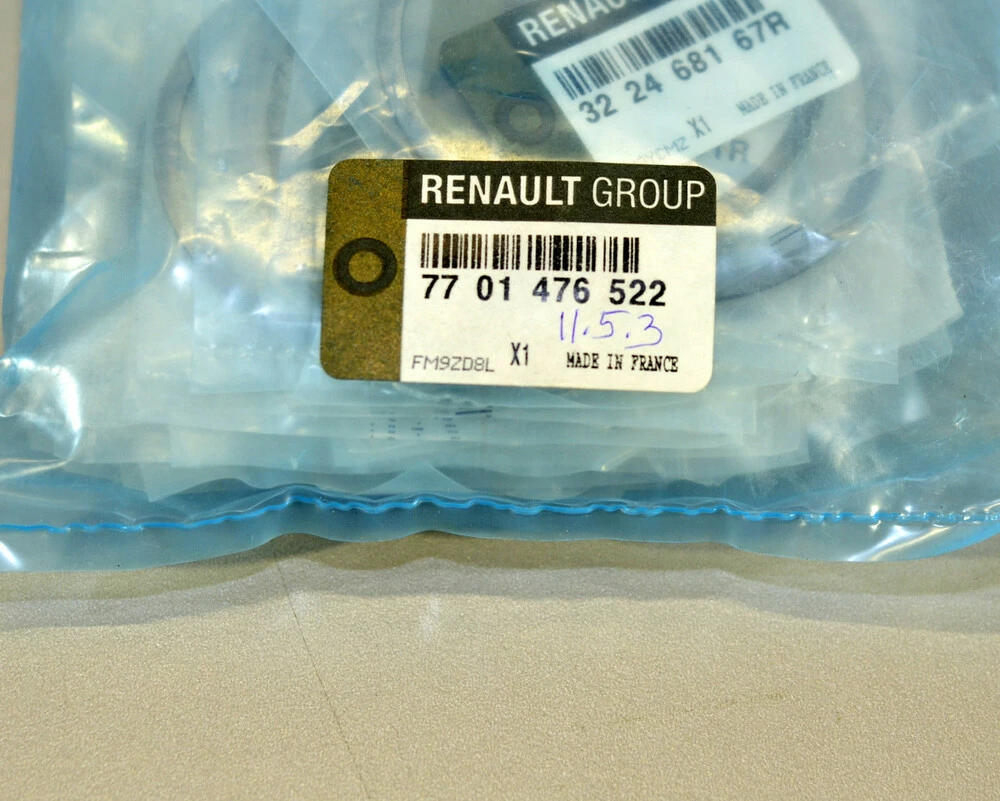 RENAULT
32 24 681 67R
X1 MADE IN FRANCE
RENAULT GROUP
77 01 476 522
11.5.3
FM9ZD8L X1 MADE IN FRANCE